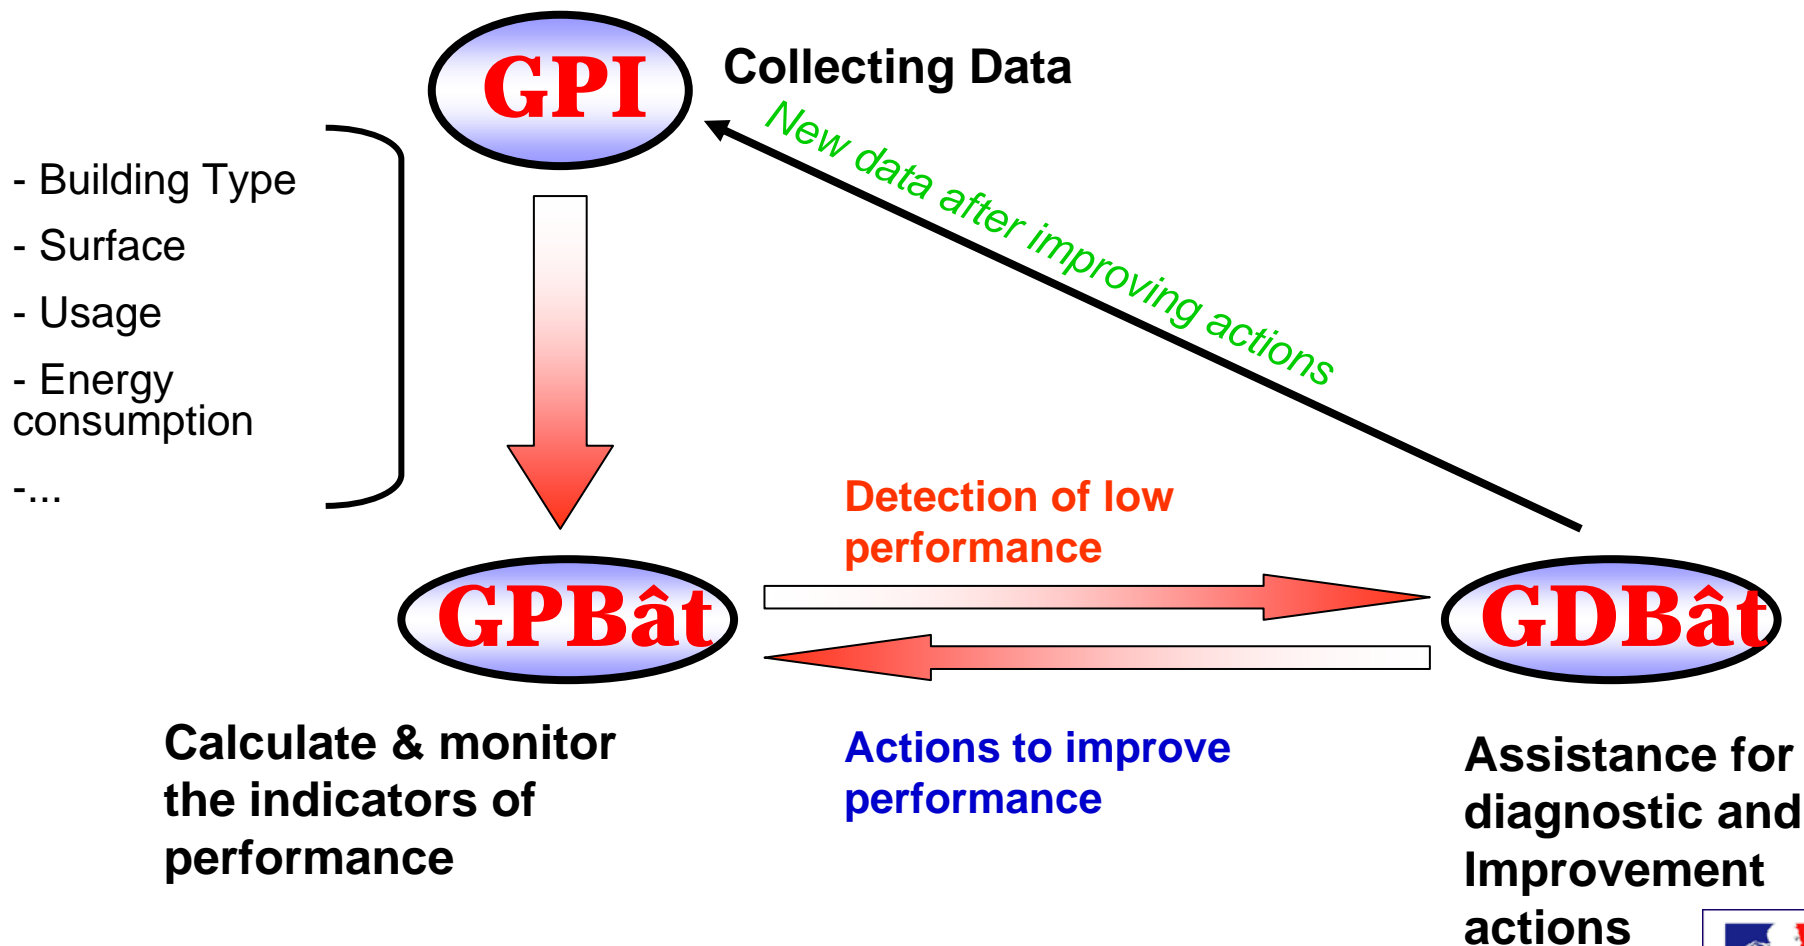 GPI
Collecting Data
New data after improving actions
- Building Type
- Surface
- Usage
- Energy
consumption
-...
Detection of low
performance
GPBât
GDBât
Calculate & monitor
the indicators of
performance
Actions to improve
performance
Assistance for
diagnostic and
Improvement
actions